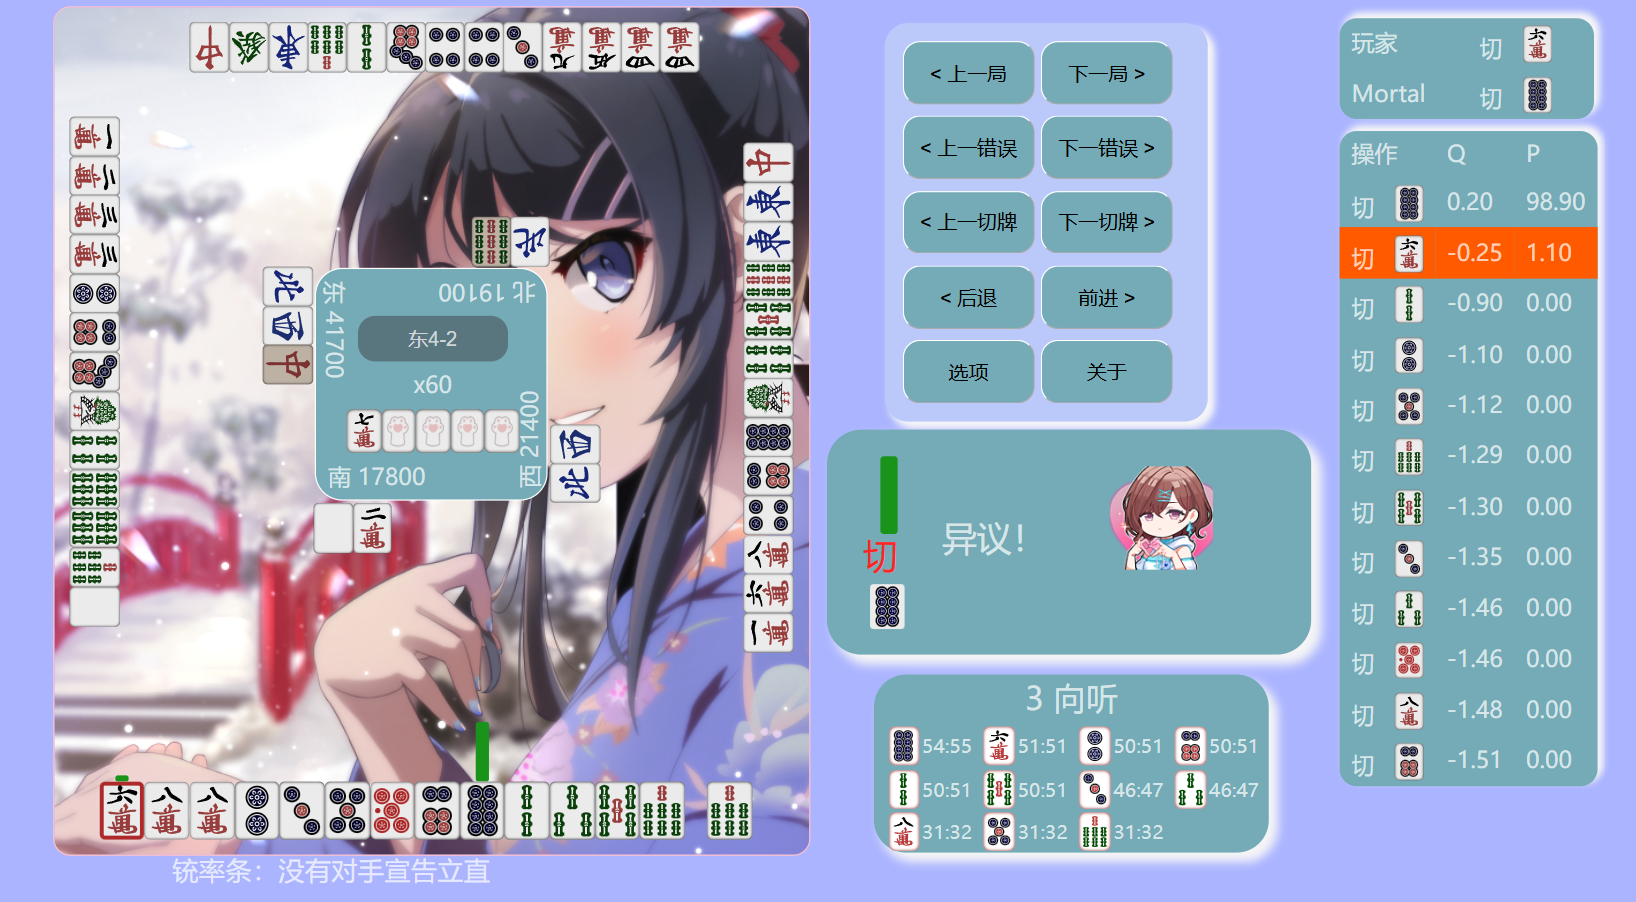 东 41700
北 19100
东4-2
x60
西 21400
南 17800
铳率条：没有对手宣告立直
< 上一局
下一局 >
< 上一错误
下一错误 >
< 上一切牌
下一切牌 >
< 后退
前进 >
选项
关于
切
异议！
3 向听
54:55
51:51
50:51
50:51
50:51
50:51
46:47
46:47
31:32
31:32
31:32
玩家 切
Mortal 切
操作 Q P
切 0.20 98.90
切 -0.25 1.10
切 -0.90 0.00
切 -1.10 0.00
切 -1.12 0.00
切 -1.29 0.00
切 -1.30 0.00
切 -1.35 0.00
切 -1.46 0.00
切 -1.46 0.00
切 -1.48 0.00
切 -1.51 0.00